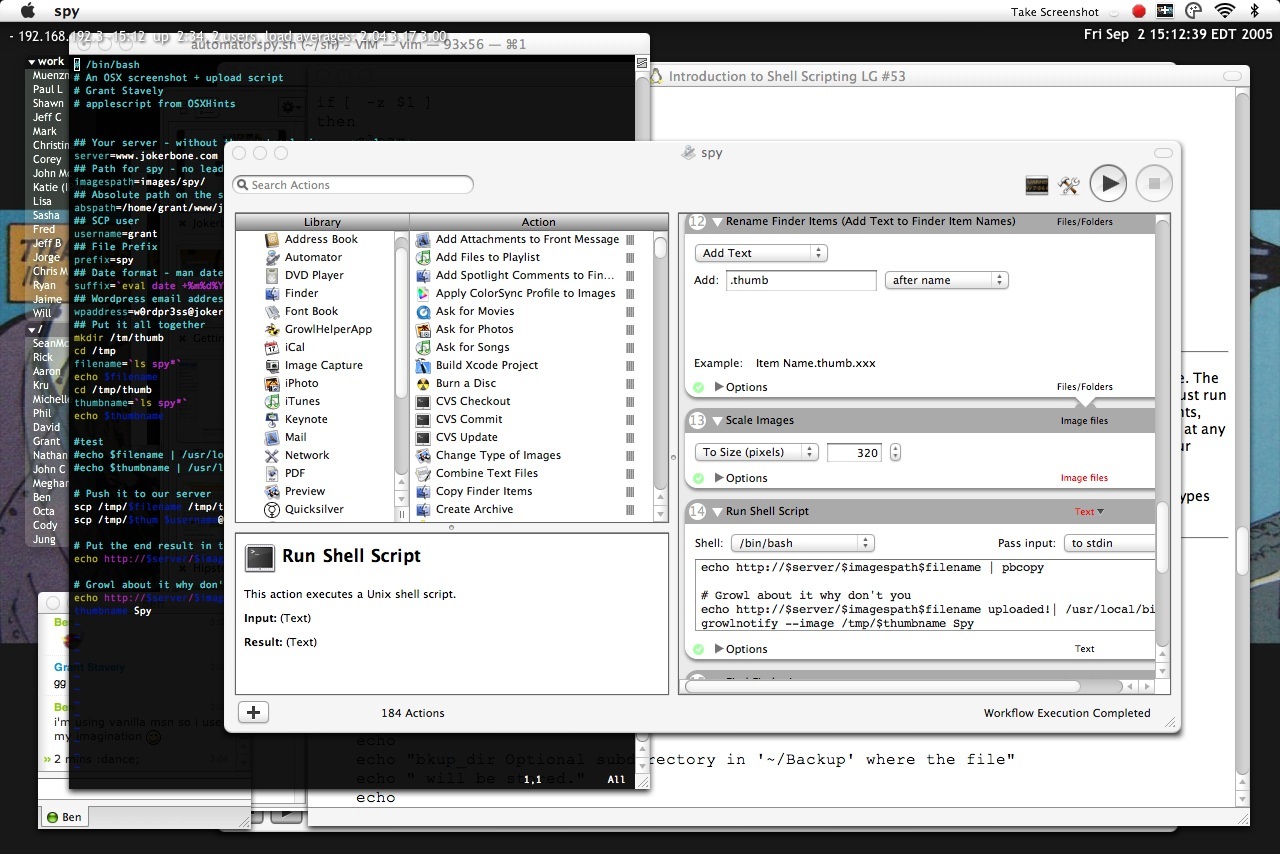 spy
Take Screenshot
Fri Sep 2 15:12:39 EDT 2005
- 192.168.192.3 - 15:12 up 2:34, 2 users, load averages: 2.04 3.17 3.00
work
Muenzn
Paul L
Shawn
Jeff C
Mark
Christin
Corey
John M
Katie (l
Lisa
Sasha
Fred
Jeff B
Jorge
Chris M
Ryan
Jaime
Will
/
SeanMc
Rick
Aaron
Kru
Michelle
Phil
David
Grant
Nathan
John C
Meghan
Ben
Octa
Cody
Jung
automatorspy.sh (~/sh) - VIM — vim — 93x56 — ⌘1
# /bin/bash
# An OSX screenshot + upload script
# Grant Stavely
# applescript from OSXHints
## Your server - without
server=www.jokerbone.com
## Path for spy - no lead
imagespath=images/spy/
## Absolute path on the s
abspath=/home/grant/www/j
## SCP user
username=grant
## File Prefix
prefix=spy
## Date format - man date
suffix=`eval date +%m%d%Y
## Wordpress email addres
wpaddress=w0rdpr3ss@joker
## Put it all together
mkdir /tm/thumb
cd /tmp
filename=`ls spy*`
echo $filename
cd /tmp/thumb
thumbname=`ls spy*`
echo $thumbname
#test
#echo $filename | /usr/lo
#echo $thumbname | /usr/l
# Push it to our server
scp /tmp/$filename /tmp/t
scp /tmp/$thum $username@
# Put the end result in t
echo http://$server/$imag
# Growl about it why don'
echo http://$server/$imag
thumbname Spy
1,1 All
Introduction to Shell Scripting LG #53
if [ -z $1 ]
then
e. The
ust run
nts,
at any
ur
ypes
echo
echo "bkup_dir Optional subdirectory in '~/Backup' where the file"
echo " will be stored."
echo
spy
Search Actions
Library
Address Book
Automator
DVD Player
Finder
Font Book
GrowlHelperApp
iCal
Image Capture
iPhoto
iTunes
Keynote
Mail
Network
PDF
Preview
Quicksilver
Action
Add Attachments to Front Message
Add Files to Playlist
Add Spotlight Comments to Fin...
Apply ColorSync Profile to Images
Ask for Movies
Ask for Photos
Ask for Songs
Build Xcode Project
Burn a Disc
CVS Checkout
CVS Commit
CVS Update
Change Type of Images
Combine Text Files
Copy Finder Items
Create Archive
Run Shell Script
This action executes a Unix shell script.
Input: (Text)
Result: (Text)
184 Actions
12 Rename Finder Items (Add Text to Finder Item Names) Files/Folders
Add Text
Add: .thumb after name
Example: Item Name.thumb.xxx
Options Files/Folders
13 Scale Images Image files
To Size (pixels) 320
Options Image files
14 Run Shell Script Text
Shell: /bin/bash Pass input: to stdin
echo http://$server/$imagespath$filename | pbcopy
# Growl about it why don't you
echo http://$server/$imagespath$filename uploaded!| /usr/local/bi
growlnotify --image /tmp/$thumbname Spy
Options Text
Workflow Execution Completed
Be
Grant Stavely
gg
Ben
i'm using vanilla msn so i use
my imagination
2 mins :dance;
Ben